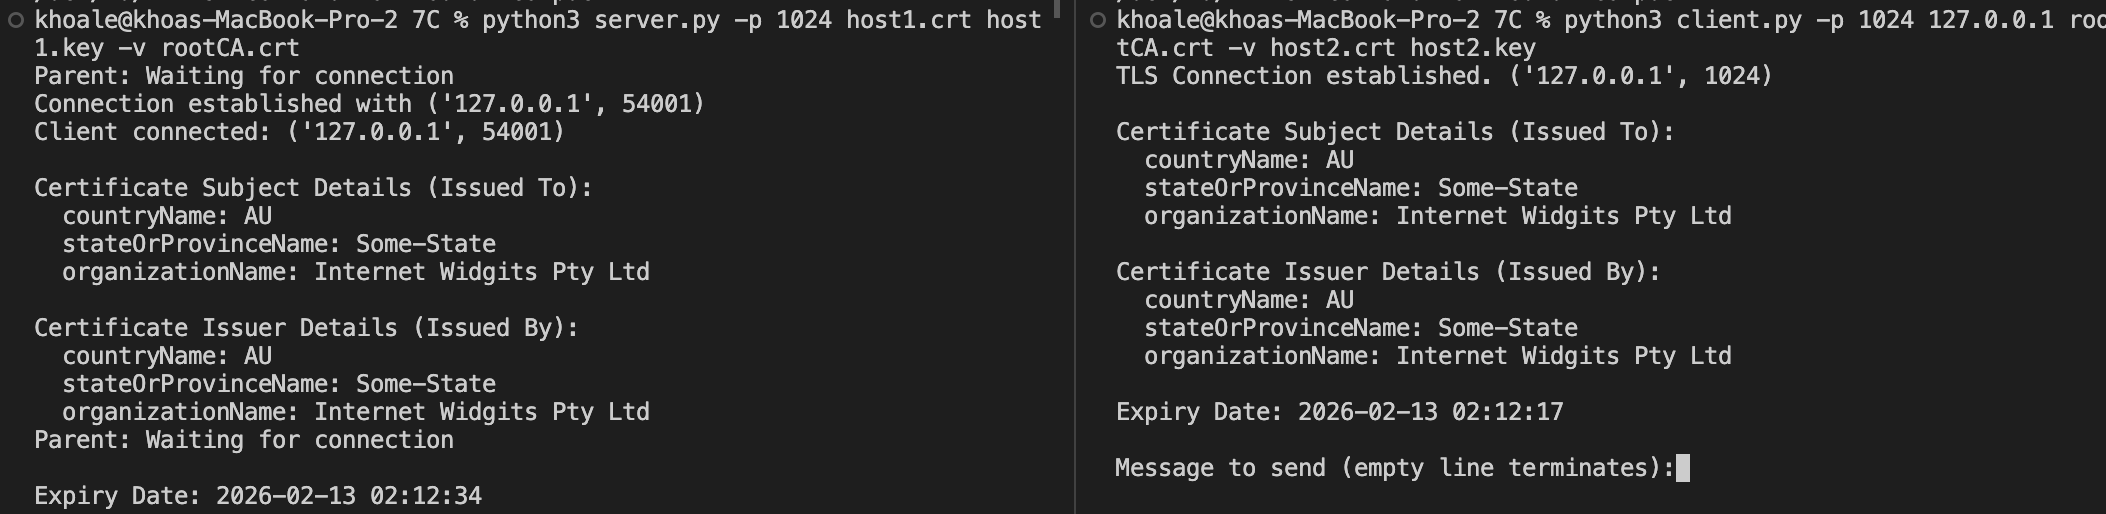 khoale@khoas-MacBook-Pro-2 7C % python3 server.py -p 1024 host1.crt host
1.key -v rootCA.crt
Parent: Waiting for connection
Connection established with ('127.0.0.1', 54001)
Client connected: ('127.0.0.1', 54001)
Certificate Subject Details (Issued To):
countryName: AU
stateOrProvinceName: Some-State
organizationName: Internet Widgits Pty Ltd
Certificate Issuer Details (Issued By):
countryName: AU
stateOrProvinceName: Some-State
organizationName: Internet Widgits Pty Ltd
Parent: Waiting for connection
Expiry Date: 2026-02-13 02:12:34
khoale@khoas-MacBook-Pro-2 7C % python3 client.py -p 1024 127.0.0.1 roo
tCA.crt -v host2.crt host2.key
TLS Connection established. ('127.0.0.1', 1024)
Certificate Subject Details (Issued To):
countryName: AU
stateOrProvinceName: Some-State
organizationName: Internet Widgits Pty Ltd
Certificate Issuer Details (Issued By):
countryName: AU
stateOrProvinceName: Some-State
organizationName: Internet Widgits Pty Ltd
Expiry Date: 2026-02-13 02:12:17
Message to send (empty line terminates):